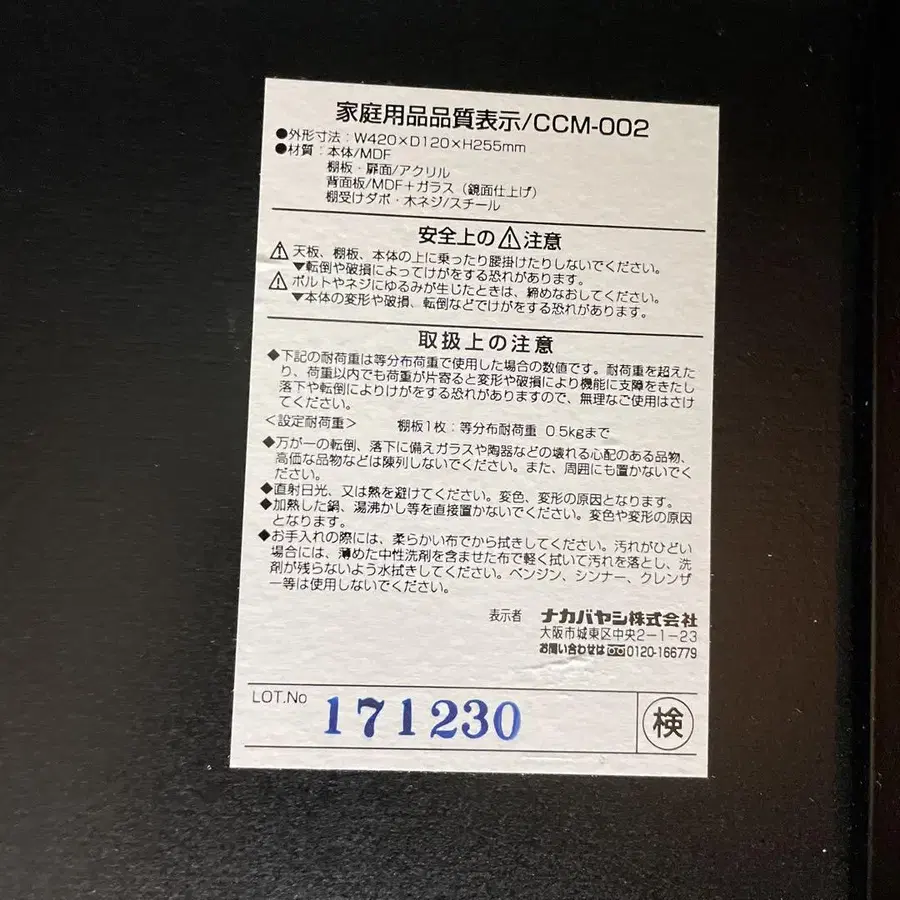 家庭用品品質表示/CCM-002
●外形寸法：W420×D120×H255mm
●材質：本体/MDF
棚板・扉面/アクリル
背面板/MDF+ガラス（鏡面仕上げ）
棚受けダボ・木ネジ/スチール
安全上の⚠注意
⚠天板、棚板、本体の上に乗ったり腰掛けたりしないでください。
▼転倒や破損によってけがをする恐れがあります。
⚠ボルトやネジにゆるみが生じたときは、締めなおしてください。
▼本体の変形や破損、転倒などでけがをする恐れがあります。
取扱上の注意
◆下記の耐荷重は等分布荷重で使用した場合の数値です。耐荷重を超えた
り、荷重以内でも荷重が片寄ると変形や破損により機能に支障をきたし
落下や転倒によりけがをする恐れがありますので、無理なご使用はさけ
てください。
＜設定耐荷重＞ 棚板1枚：等分布耐荷重 0.5kgまで
◆万が一の転倒、落下に備えガラスや陶器などの壊れる心配のある品物、
高価な品物などは陳列しないでください。また、周囲にも置かないでく
ださい。
◆直射日光、又は熱を避けてください。変色、変形の原因となります。
◆加熱した鍋、湯沸かし等を直接置かないでください。変色や変形の原因
となります。
◆お手入れの際には、柔らかい布でから拭きしてください。汚れがひどい
場合には、薄めた中性洗剤を含ませた布で軽く拭いて汚れを落とし、洗
剤が残らないよう水拭きしてください。ベンジン、シンナー、クレンザ
ー等は使用しないでください。
表示者 ナカバヤシ株式会社
大阪市城東区中央2-1-23
お問い合わせは 0120-166779
LOT.No 171230 検